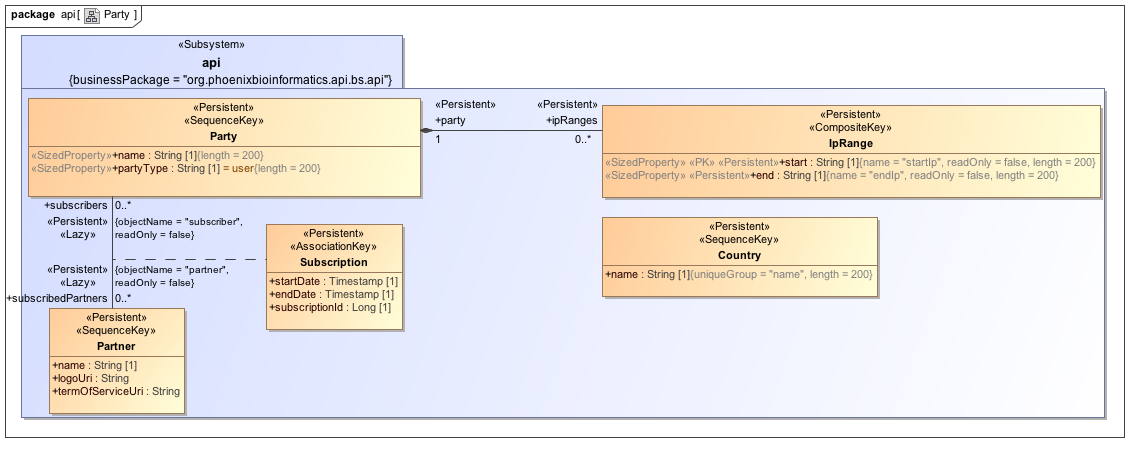 package api[ Party ]
«Subsystem»
api
{businessPackage = "org.phoenixbioinformatics.api.bs.api"}
«Persistent»
«SequenceKey»
Party
«SizedProperty»+name : String [1]{length = 200}
«SizedProperty»+partyType : String [1] = user{length = 200}
«Persistent»
+party
1
«Persistent»
+ipRanges
0..*
«Persistent»
«CompositeKey»
IpRange
«SizedProperty» «PK» «Persistent»+start : String [1]{name = "startIp", readOnly = false, length = 200}
«SizedProperty» «Persistent»+end : String [1]{name = "endIp", readOnly = false, length = 200}
+subscribers 0..*
«Persistent» {objectName = "subscriber",
«Lazy» readOnly = false}
«Persistent» {objectName = "partner",
«Lazy» readOnly = false}
+subscribedPartners 0..*
«Persistent»
«AssociationKey»
Subscription
+startDate : Timestamp [1]
+endDate : Timestamp [1]
+subscriptionId : Long [1]
«Persistent»
«SequenceKey»
Country
+name : String [1]{uniqueGroup = "name", length = 200}
«Persistent»
«SequenceKey»
Partner
+name : String [1]
+logoUri : String
+termOfServiceUri : String